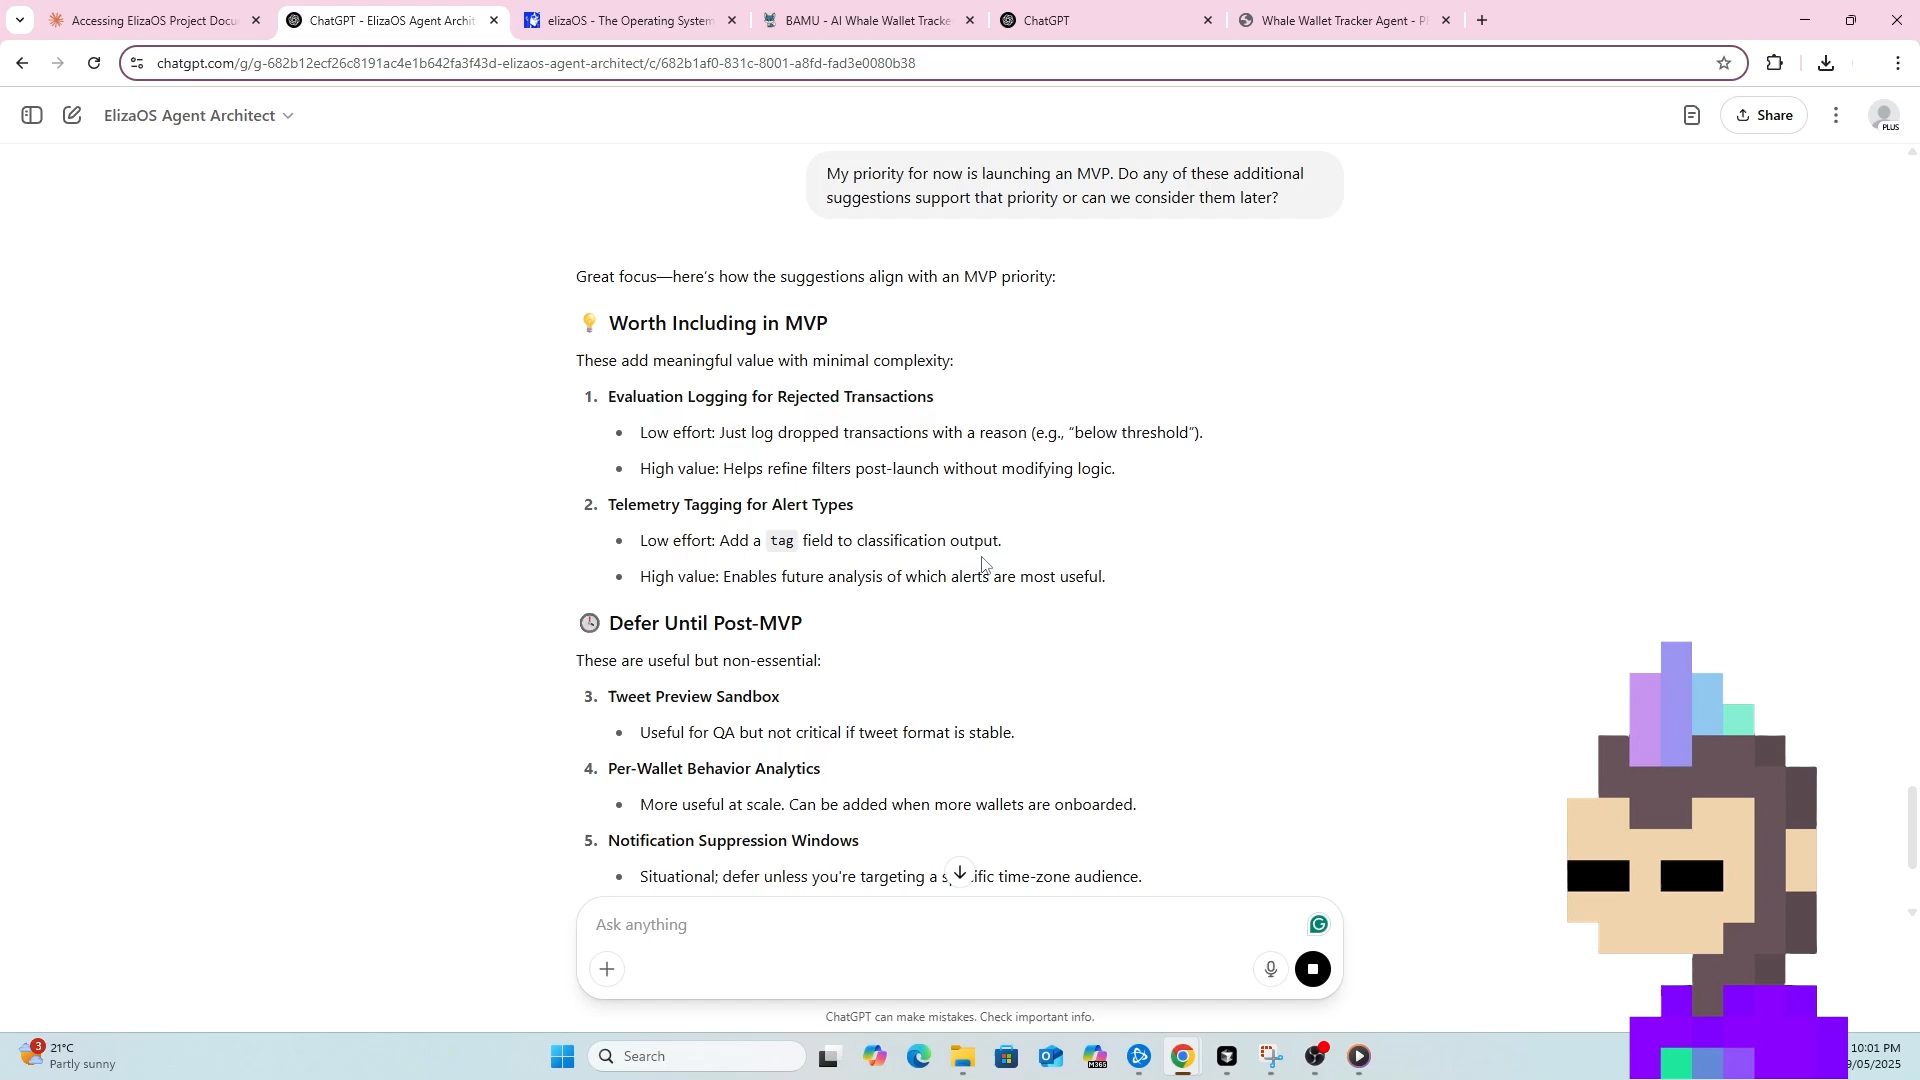 Accessing ElizaOS Project Docu
ChatGPT - ElizaOS Agent Archit
elizaOS - The Operating System
BAMU - AI Whale Wallet Tracke
ChatGPT
Whale Wallet Tracker Agent - P
chatgpt.com/g/g-682b12ecf26c8191ac4e1b642fa3f43d-elizaos-agent-architect/c/682b1af0-831c-8001-a8fd-fad3e0080b38
ElizaOS Agent Architect
Share
PLUS
My priority for now is launching an MVP. Do any of these additional
suggestions support that priority or can we consider them later?
Great focus—here's how the suggestions align with an MVP priority:
💡 Worth Including in MVP
These add meaningful value with minimal complexity:
1. Evaluation Logging for Rejected Transactions
• Low effort: Just log dropped transactions with a reason (e.g., “below threshold”).
• High value: Helps refine filters post-launch without modifying logic.
2. Telemetry Tagging for Alert Types
• Low effort: Add a tag field to classification output.
• High value: Enables future analysis of which alerts are most useful.
🕓 Defer Until Post-MVP
These are useful but non-essential:
3. Tweet Preview Sandbox
• Useful for QA but not critical if tweet format is stable.
4. Per-Wallet Behavior Analytics
• More useful at scale. Can be added when more wallets are onboarded.
5. Notification Suppression Windows
• Situational; defer unless you're targeting a s ific time-zone audience.
Ask anything
ChatGPT can make mistakes. Check important info.
3
21°C
Partly sunny
Search
M365
10:01 PM
9/05/2025